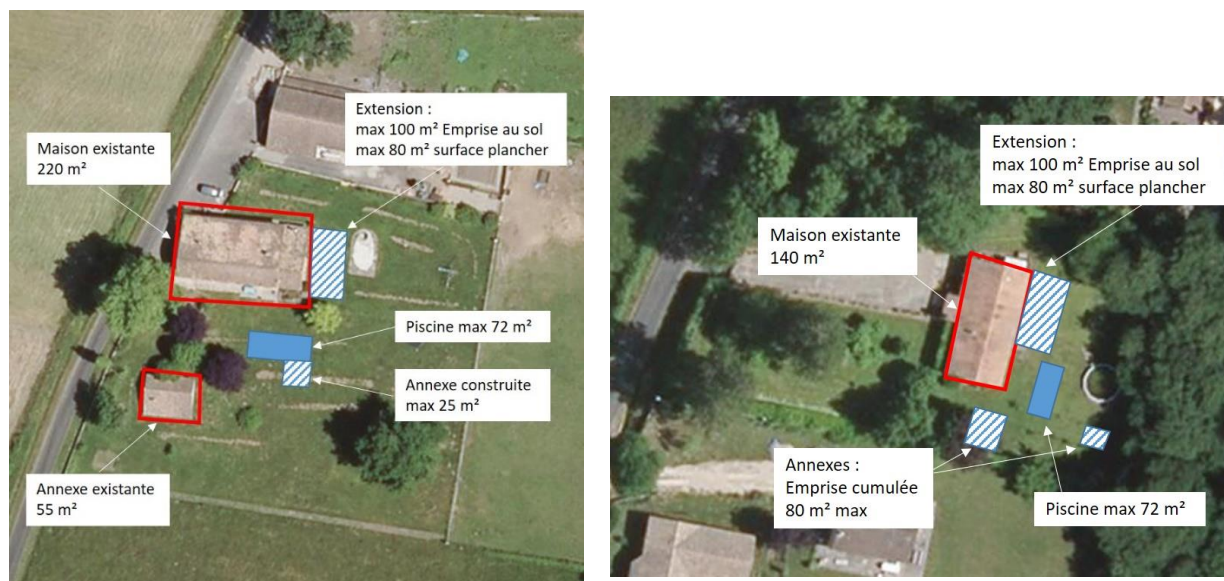 Extension :
max 100 m² Emprise au sol
max 80 m² surface plancher
Maison existante
220 m²
Piscine max 72 m²
Annexe construite
max 25 m²
Annexe existante
55 m²
Extension :
max 100 m² Emprise au sol
max 80 m² surface plancher
Maison existante
140 m²
Annexes :
Emprise cumulée
80 m² max
Piscine max 72 m²